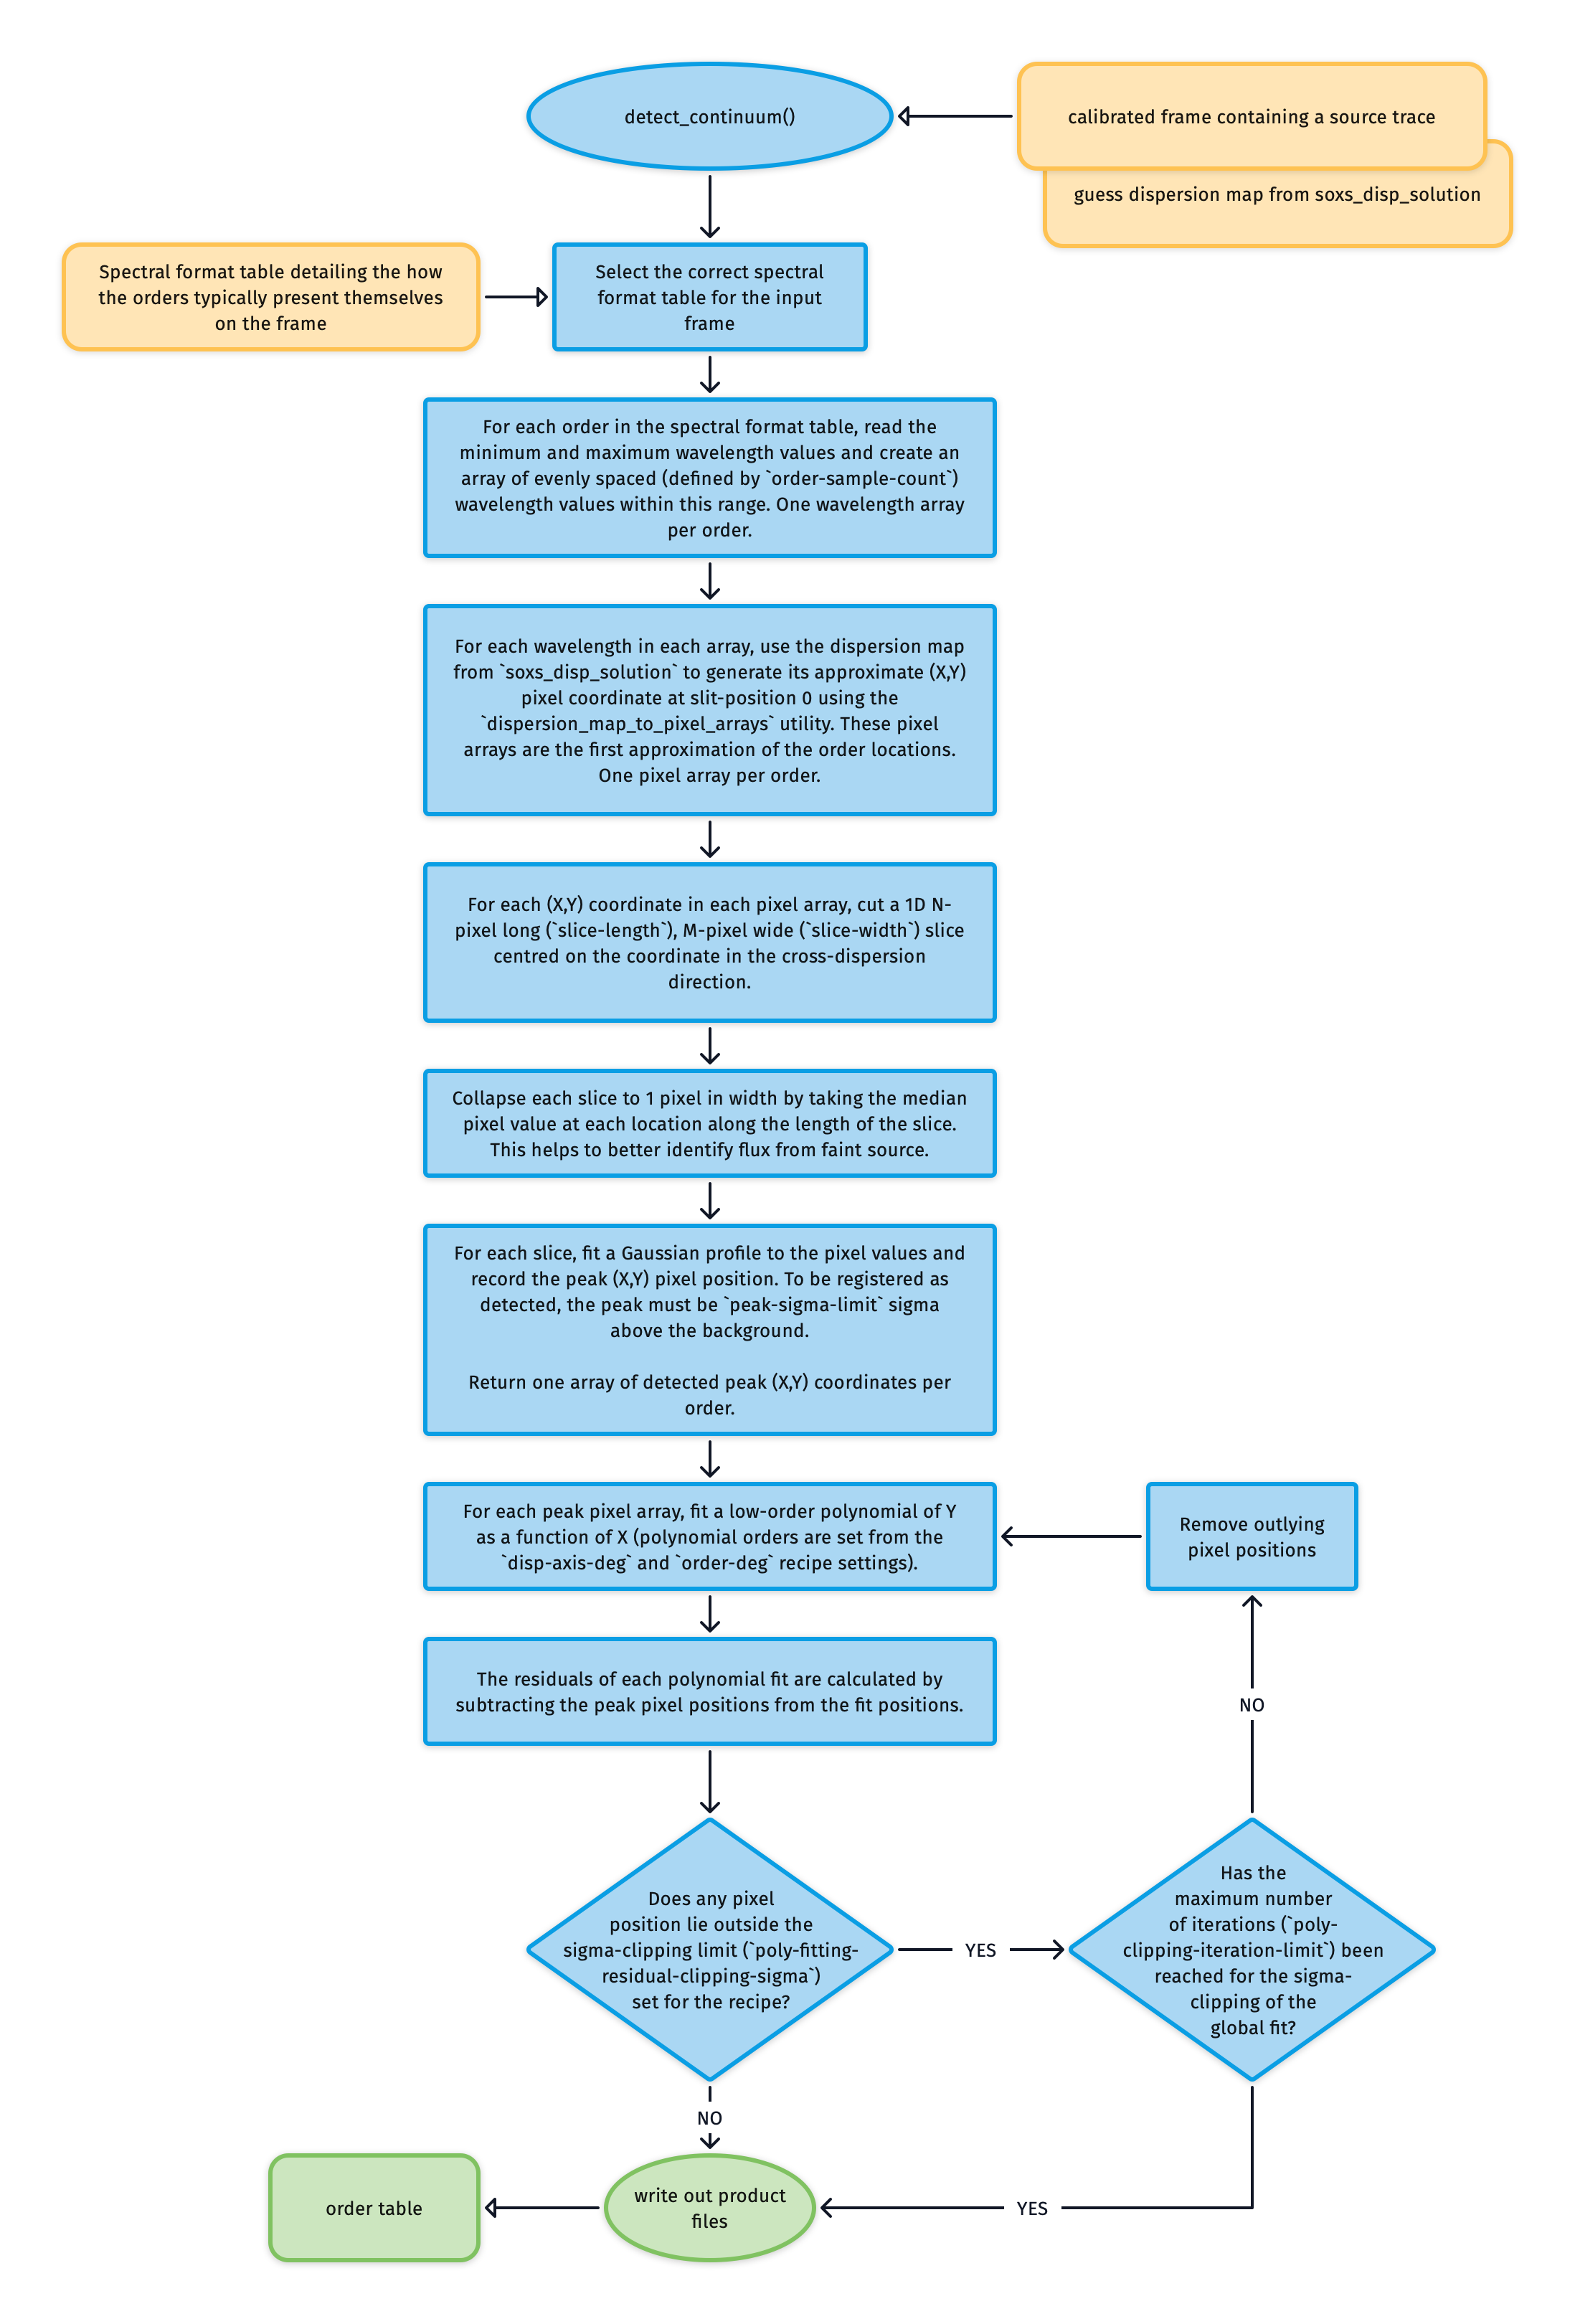 detect_continuum()
calibrated frame containing a source trace
guess dispersion map from soxs_disp_solution
Spectral format table detailing the how
the orders typically present themselves
on the frame
Select the correct spectral
format table for the input
frame
For each order in the spectral format table, read the
minimum and maximum wavelength values and create an
array of evenly spaced (defined by `order-sample-count`)
wavelength values within this range. One wavelength array
per order.
For each wavelength in each array, use the dispersion map
from `soxs_disp_solution` to generate its approximate (X,Y)
pixel coordinate at slit-position 0 using the
`dispersion_map_to_pixel_arrays` utility. These pixel
arrays are the first approximation of the order locations.
One pixel array per order.
For each (X,Y) coordinate in each pixel array, cut a 1D N-
pixel long (`slice-length`), M-pixel wide (`slice-width`) slice
centred on the coordinate in the cross-dispersion
direction.
Collapse each slice to 1 pixel in width by taking the median
pixel value at each location along the length of the slice.
This helps to better identify flux from faint source.
For each slice, fit a Gaussian profile to the pixel values and
record the peak (X,Y) pixel position. To be registered as
detected, the peak must be `peak-sigma-limit` sigma
above the background.
Return one array of detected peak (X,Y) coordinates per
order.
For each peak pixel array, fit a low-order polynomial of Y
as a function of X (polynomial orders are set from the
`disp-axis-deg` and `order-deg` recipe settings).
Remove outlying
pixel positions
The residuals of each polynomial fit are calculated by
subtracting the peak pixel positions from the fit positions.
NO
Does any pixel
position lie outside the
sigma-clipping limit (`poly-fitting-
residual-clipping-sigma`)
set for the recipe?
YES
Has the
maximum number
of iterations (`poly-
clipping-iteration-limit`) been
reached for the sigma-
clipping of the
global fit?
NO
order table
write out product
files
YES